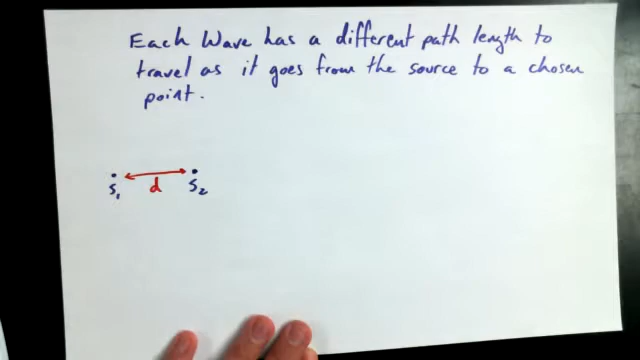 Each Wave has a different path length to
travel as it goes from the source to a chosen
point.
d
S₁ S₂